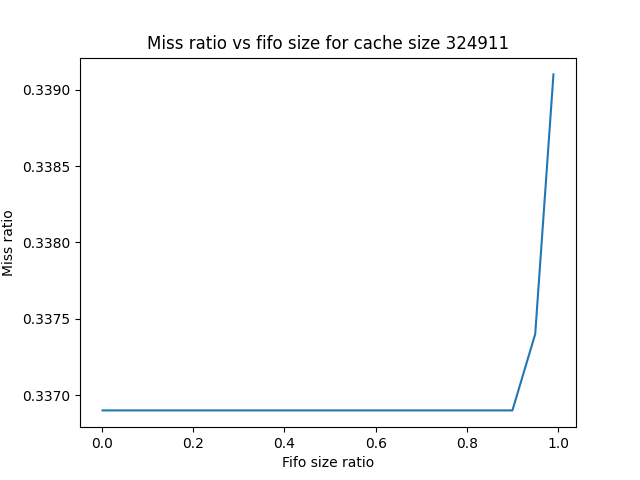 Miss ratio vs fifo size for cache size 324911
0.3390
0.3385
0.3380
0.3375
0.3370
Miss ratio
0.0 0.2 0.4 0.6 0.8 1.0
Fifo size ratio